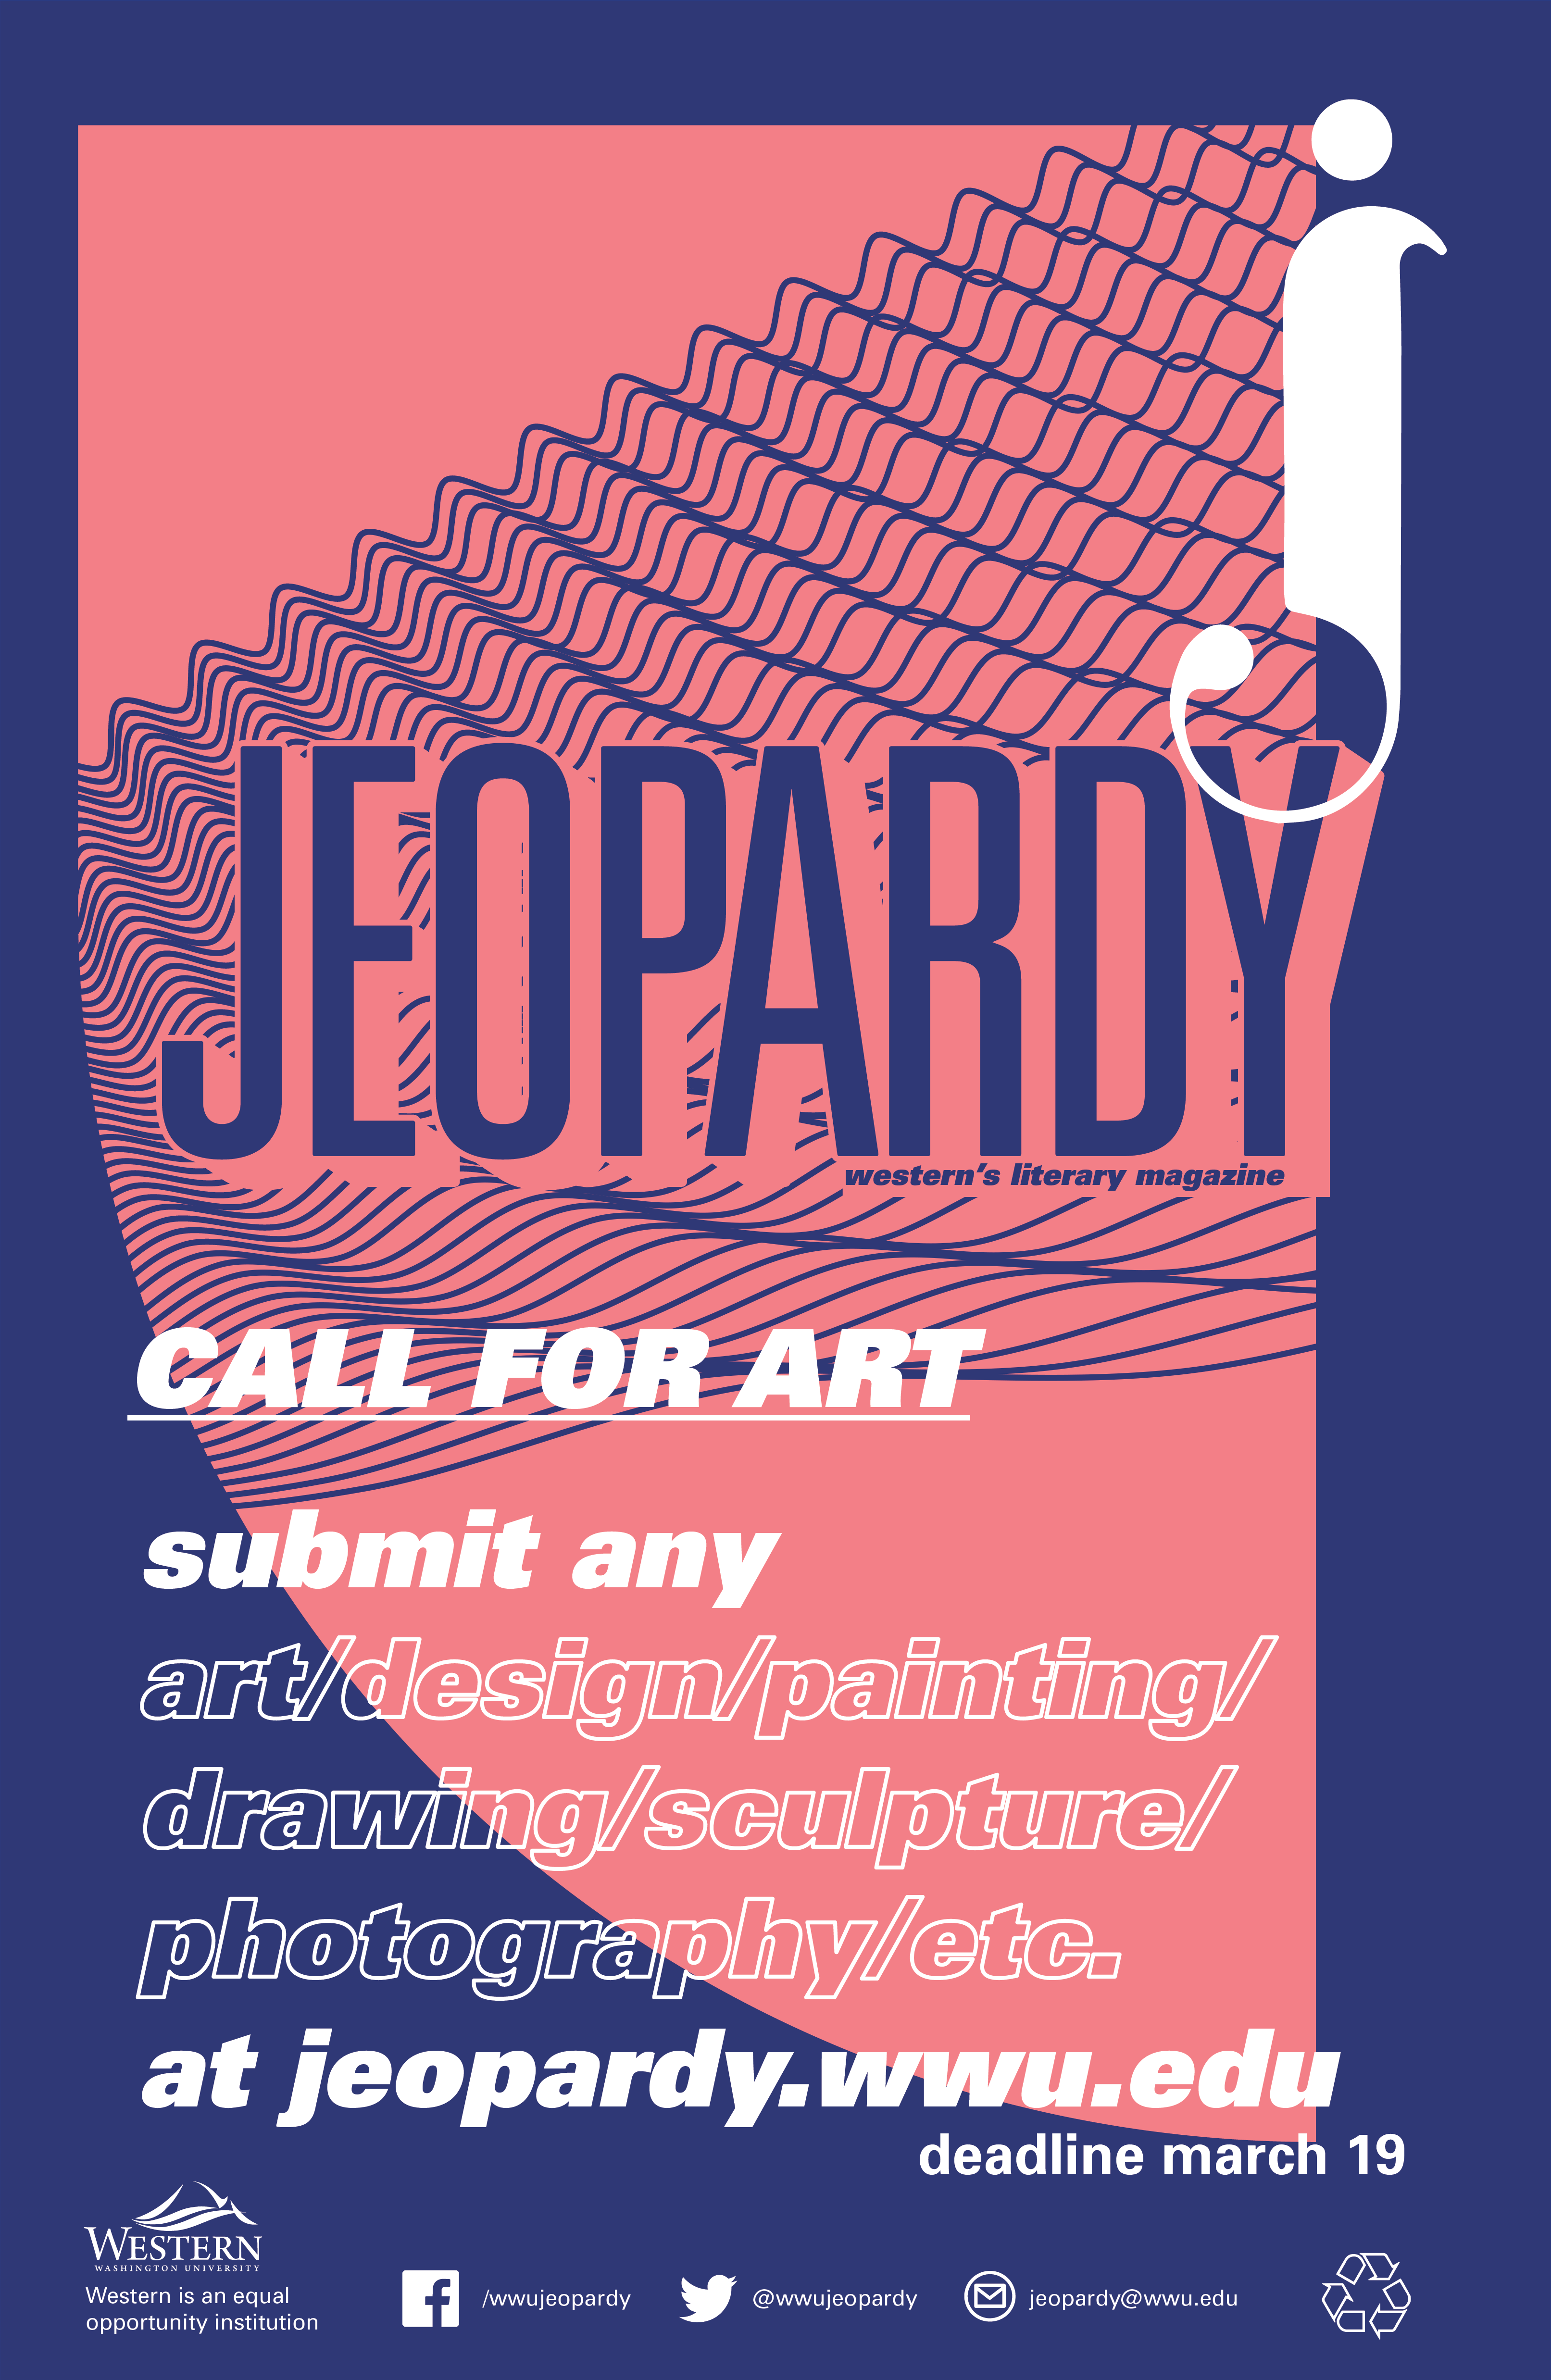 j
JEOPARDY
western's literary magazine
CALL FOR ART
submit any
art/design/painting/
drawing/sculpture/
photography/etc.
at jeopardy.wwu.edu
deadline march 19
WESTERN
WASHINGTON UNIVERSITY
Western is an equal
opportunity institution
/wwujeopardy
@wwujeopardy
jeopardy@wwu.edu